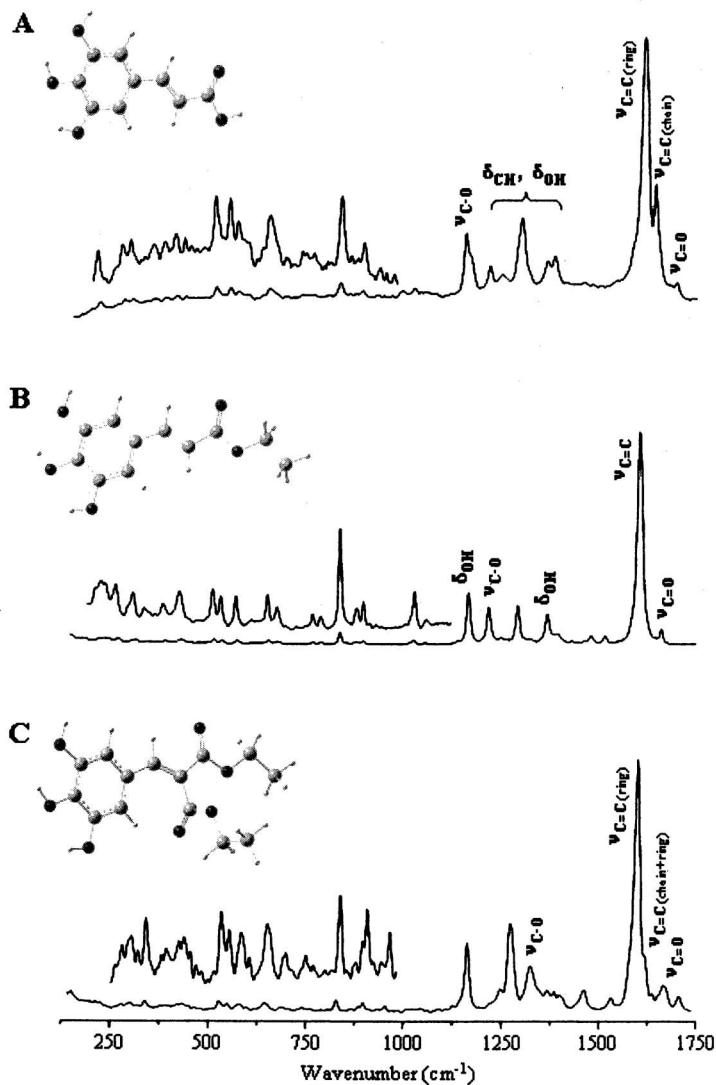 A
νC=C(ring)
νC=C(chain)
δCH, δOH
νC-O
νC=O
B
νC=C
δOH
νC-O
δOH
νC=O
C
νC=C(ring)
νC=C(chain+ring)
νC-O
νC=O
250 500 750 1000 1250 1500 1750
Wavenumber (cm⁻¹)